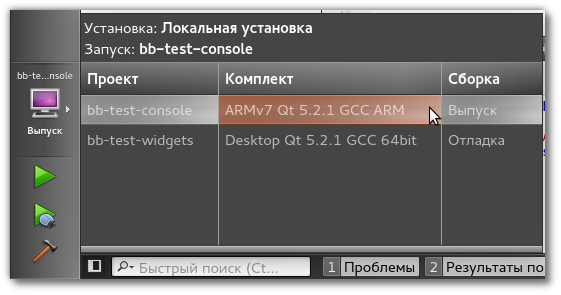 Установка: Локальная установка
Запуск: bb-test-console
bb-te...nsole
Выпуск
Проект Комплект Сборка
bb-test-console ARMv7 Qt 5.2.1 GCC ARM Выпуск
bb-test-widgets Desktop Qt 5.2.1 GCC 64bit Отладка
Быстрый поиск (Ct... 1 Проблемы 2 Результаты по